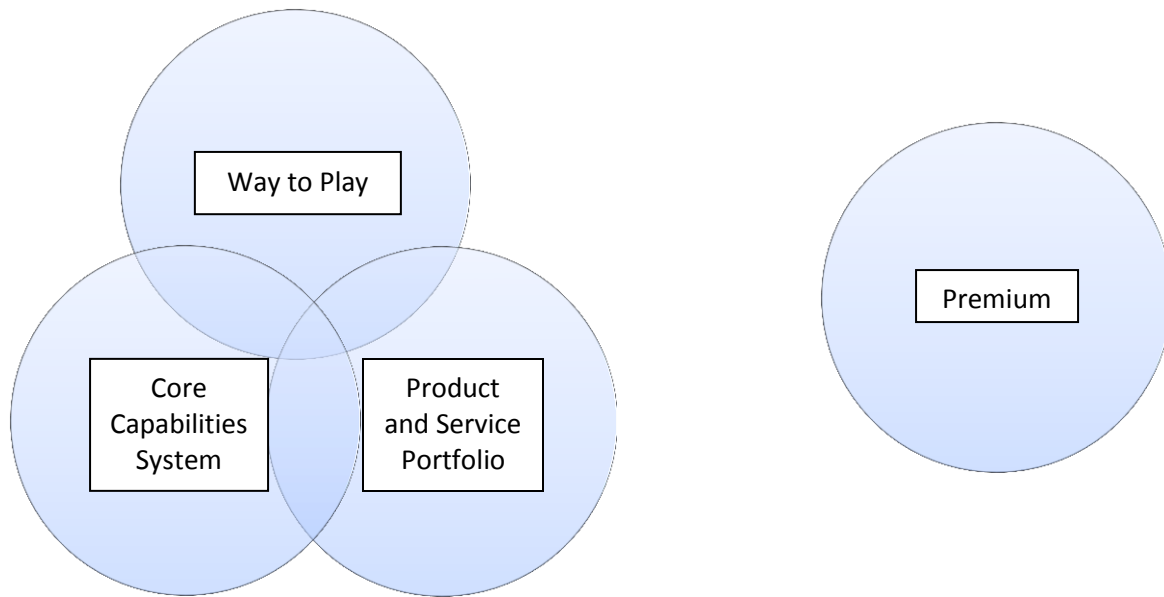 Way to Play
Premium
Core
Capabilities
System
Product
and Service
Portfolio